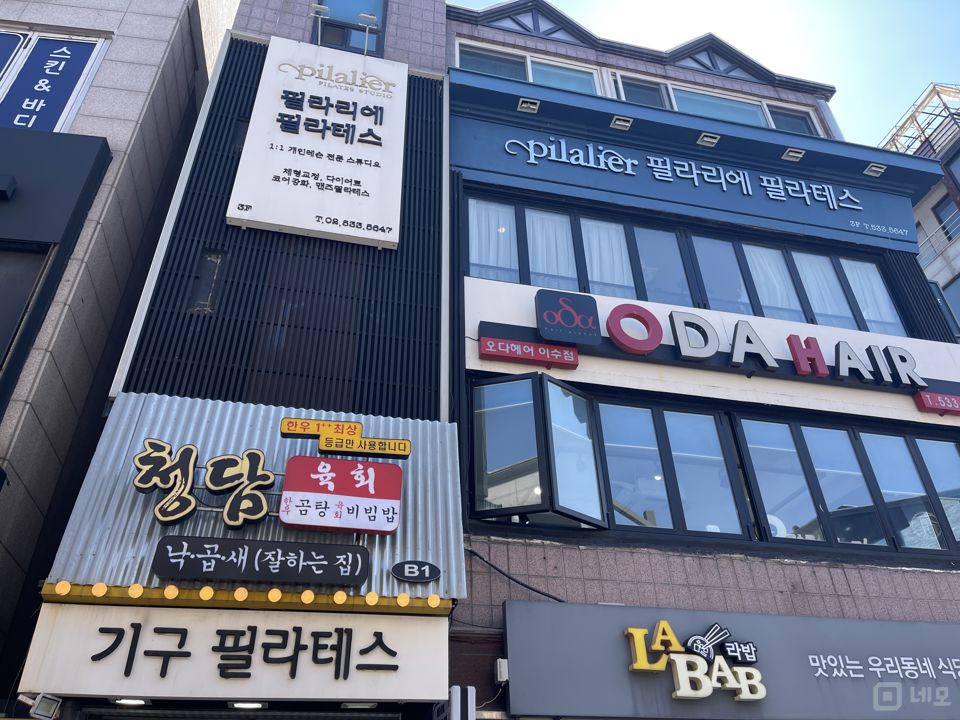 스킨 & 바디
pilalier
PILATES STUDIO
필라리에
필라테스
1:1 개인레슨 전문 스튜디오
체형교정, 다이어트
코어강화, 맨즈필라테스
3F T.02.533.5647
pilalier 필라리에 필라테스
3F T.533.5647
oδα
오다헤어 이수점
ODA HAIR
T.533
한우 1++최상
등급만 사용합니다
청담
육회
한우 곰탕 육회 비빔밥
낙·곱·새 (잘하는 집)
B1
기구 필라테스
LA BAB
라밥
맛있는 우리동네 식당
네모